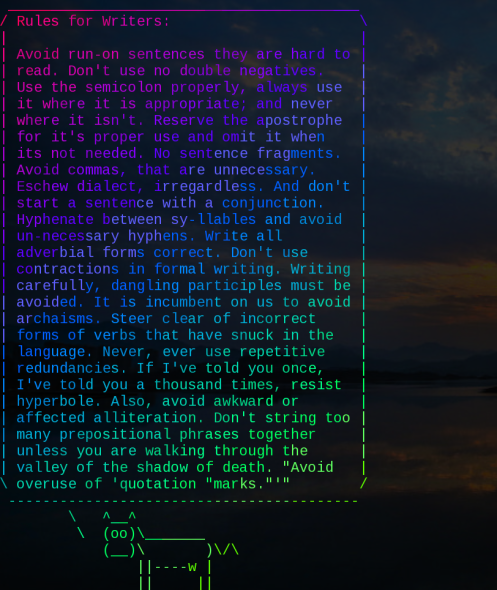 Rules for Writers:
Avoid run-on sentences they are hard to
read. Don't use no double negatives.
Use the semicolon properly, always use
it where it is appropriate; and never
where it isn't. Reserve the apostrophe
for it's proper use and omit it when
its not needed. No sentence fragments.
Avoid commas, that are unnecessary.
Eschew dialect, irregardless. And don't
start a sentence with a conjunction.
Hyphenate between sy-llables and avoid
un-necessary hyphens. Write all
adverbial forms correct. Don't use
contractions in formal writing. Writing
carefully, dangling participles must be
avoided. It is incumbent on us to avoid
archaisms. Steer clear of incorrect
forms of verbs that have snuck in the
language. Never, ever use repetitive
redundancies. If I've told you once,
I've told you a thousand times, resist
hyperbole. Also, avoid awkward or
affected alliteration. Don't string too
many prepositional phrases together
unless you are walking through the
valley of the shadow of death. "Avoid
overuse of 'quotation "marks."'"